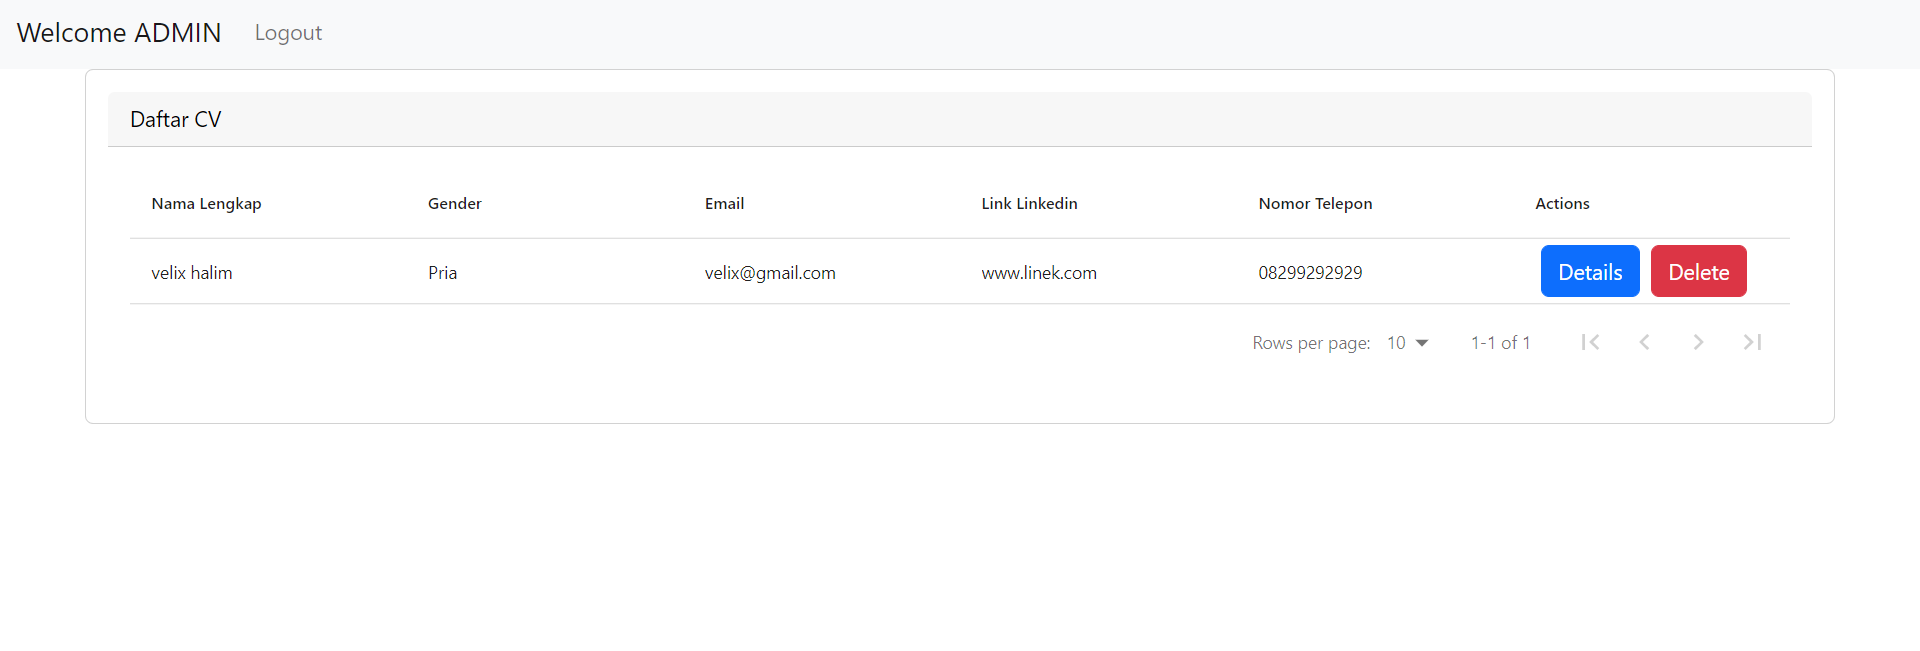 Welcome ADMIN Logout
Daftar CV
Nama Lengkap Gender Email Link Linkedin Nomor Telepon Actions
velix halim Pria velix@gmail.com www.linek.com 08299292929 Details Delete
Rows per page: 10 1-1 of 1